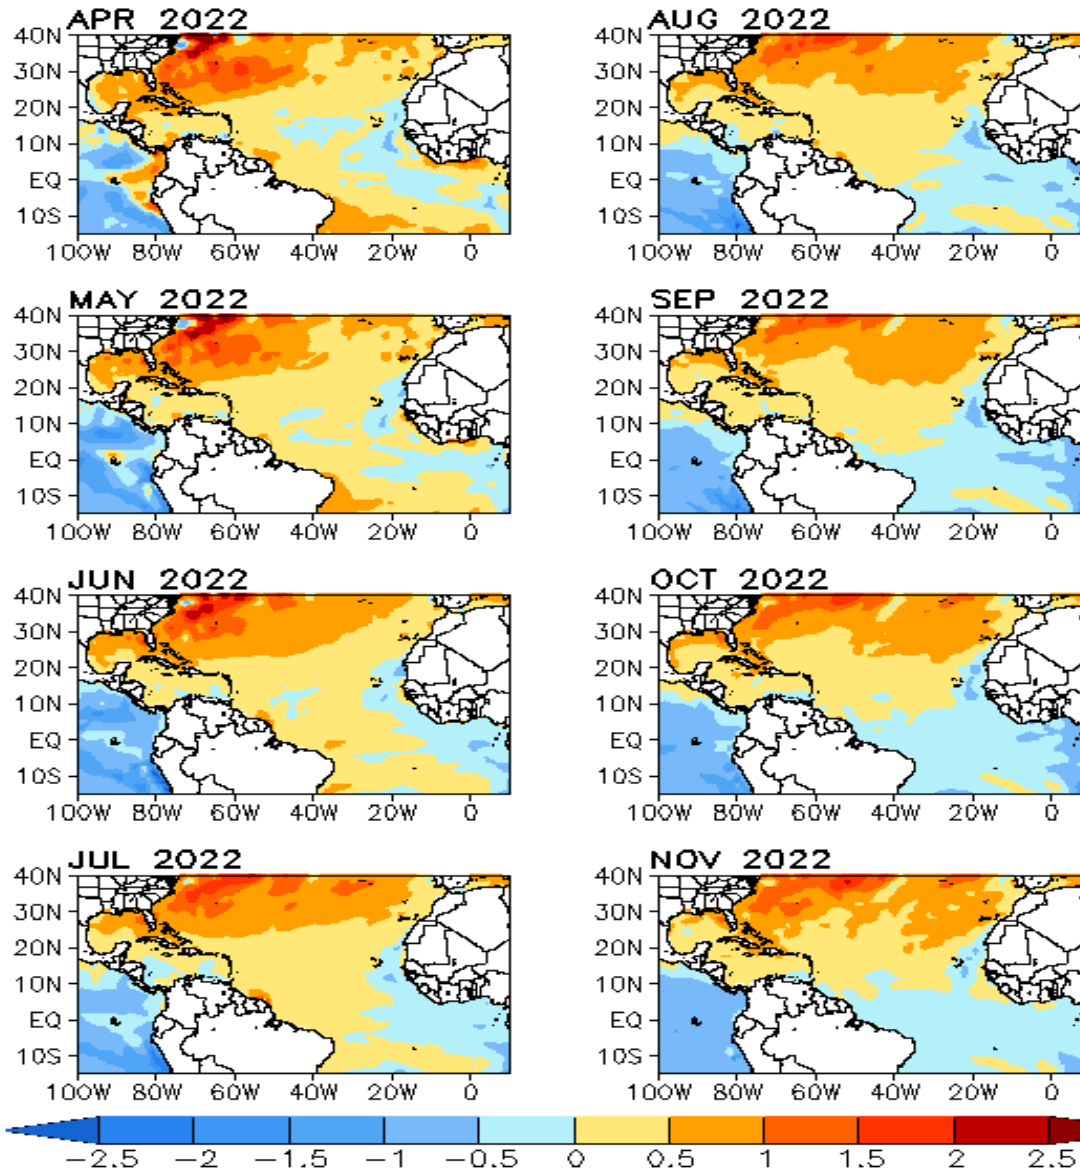 APR 2022
40N
30N
20N
10N
EQ
10S
100W 80W 60W 40W 20W 0
MAY 2022
40N
30N
20N
10N
EQ
10S
100W 80W 60W 40W 20W 0
JUN 2022
40N
30N
20N
10N
EQ
10S
100W 80W 60W 40W 20W 0
JUL 2022
40N
30N
20N
10N
EQ
10S
100W 80W 60W 40W 20W 0
AUG 2022
40N
30N
20N
10N
EQ
10S
100W 80W 60W 40W 20W 0
SEP 2022
40N
30N
20N
10N
EQ
10S
100W 80W 60W 40W 20W 0
OCT 2022
40N
30N
20N
10N
EQ
10S
100W 80W 60W 40W 20W 0
NOV 2022
40N
30N
20N
10N
EQ
10S
100W 80W 60W 40W 20W 0
−2.5 −2 −1.5 −1 −0.5 0 0.5 1 1.5 2 2.5